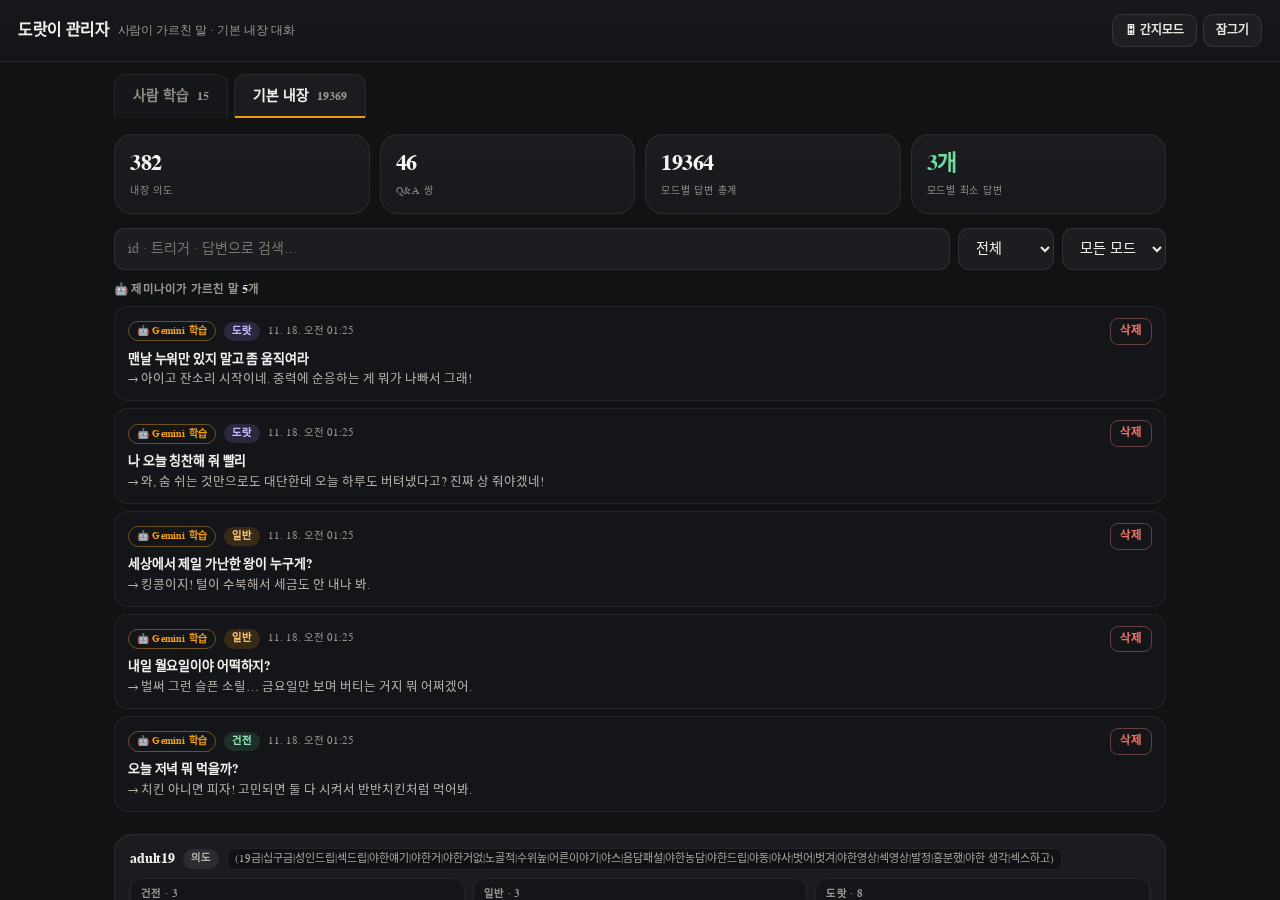 도랏이 관리자 사람이 가르친 말 · 기본 내장 대화
🎛 간지모드 잠그기
사람 학습 15 기본 내장 19369
382
내장 의도
46
Q&A 쌍
19364
모드별 답변 총계
3개
모드별 최소 답변
id · 트리거 · 답변으로 검색…
전체
모든 모드
🤖 제미나이가 가르친 말 5개
🤖 Gemini 학습 도랏 11. 18. 오전 01:25 삭제
맨날 누워만 있지 말고 좀 움직여라
→ 아이고 잔소리 시작이네. 중력에 순응하는 게 뭐가 나빠서 그래!
🤖 Gemini 학습 도랏 11. 18. 오전 01:25 삭제
나 오늘 칭찬해 줘 빨리
→ 와, 숨 쉬는 것만으로도 대단한데 오늘 하루도 버텨냈다고? 진짜 상 줘야겠네!
🤖 Gemini 학습 일반 11. 18. 오전 01:25 삭제
세상에서 제일 가난한 왕이 누구게?
→ 킹콩이지! 털이 수북해서 세금도 안 내나 봐.
🤖 Gemini 학습 일반 11. 18. 오전 01:25 삭제
내일 월요일이야 어떡하지?
→ 벌써 그런 슬픈 소릴… 금요일만 보며 버티는 거지 뭐 어쩌겠어.
🤖 Gemini 학습 건전 11. 18. 오전 01:25 삭제
오늘 저녁 뭐 먹을까?
→ 치킨 아니면 피자! 고민되면 둘 다 시켜서 반반치킨처럼 먹어봐.
adult19 의도 (19금|십구금|성인드립|섹드립|야한얘기|야한거|야한거없|노골적|수위높|어른이야기|야스|음담패설|야한농담|야한드립|야동|야사|벗어|벗겨|야한영상|섹영상|발정|흥분했|야한 생각|섹스하고)
건전 · 3
일반 · 3
도랏 · 8